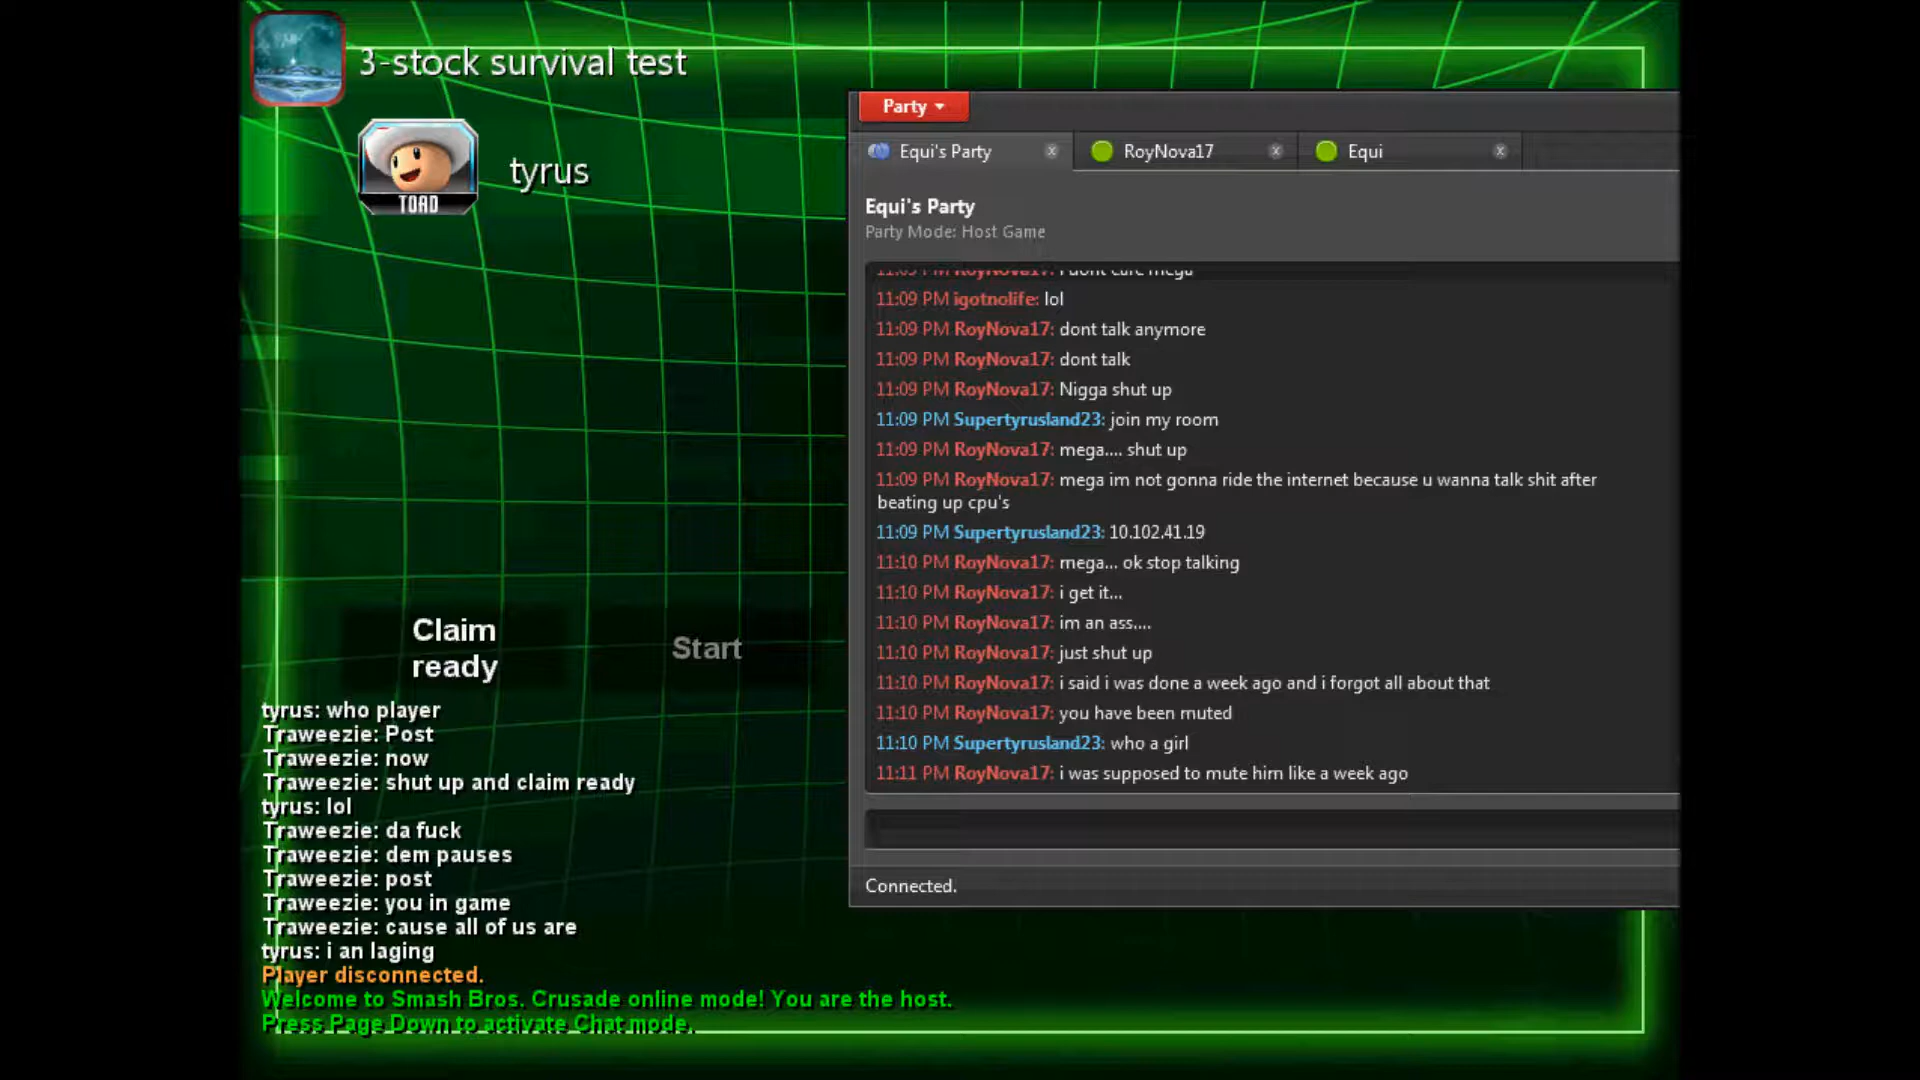 3-stock survival test
TOAD
tyrus
Party
Equi's Party x
RoyNova17 x
Equi x
Equi's Party
Party Mode: Host Game
11:09 PM RoyNova17: i dont care mega
11:09 PM igotnolife: lol
11:09 PM RoyNova17: dont talk anymore
11:09 PM RoyNova17: dont talk
11:09 PM RoyNova17: Nigga shut up
11:09 PM Supertyrusland23: join my room
11:09 PM RoyNova17: mega.... shut up
11:09 PM RoyNova17: mega im not gonna ride the internet because u wanna talk shit after
beating up cpu's
11:09 PM Supertyrusland23: 10.102.41.19
11:10 PM RoyNova17: mega... ok stop talking
11:10 PM RoyNova17: i get it...
11:10 PM RoyNova17: im an ass....
11:10 PM RoyNova17: just shut up
11:10 PM RoyNova17: i said i was done a week ago and i forgot all about that
11:10 PM RoyNova17: you have been muted
11:10 PM Supertyrusland23: who a girl
11:11 PM RoyNova17: i was supposed to mute him like a week ago
Connected.
Claim
ready
Start
tyrus: who player
Traweezie: Post
Traweezie: now
Traweezie: shut up and claim ready
tyrus: lol
Traweezie: da fuck
Traweezie: dem pauses
Traweezie: post
Traweezie: you in game
Traweezie: cause all of us are
tyrus: i an laging
Player disconnected.
Welcome to Smash Bros. Crusade online mode! You are the host.
Press Page Down to activate Chat mode.